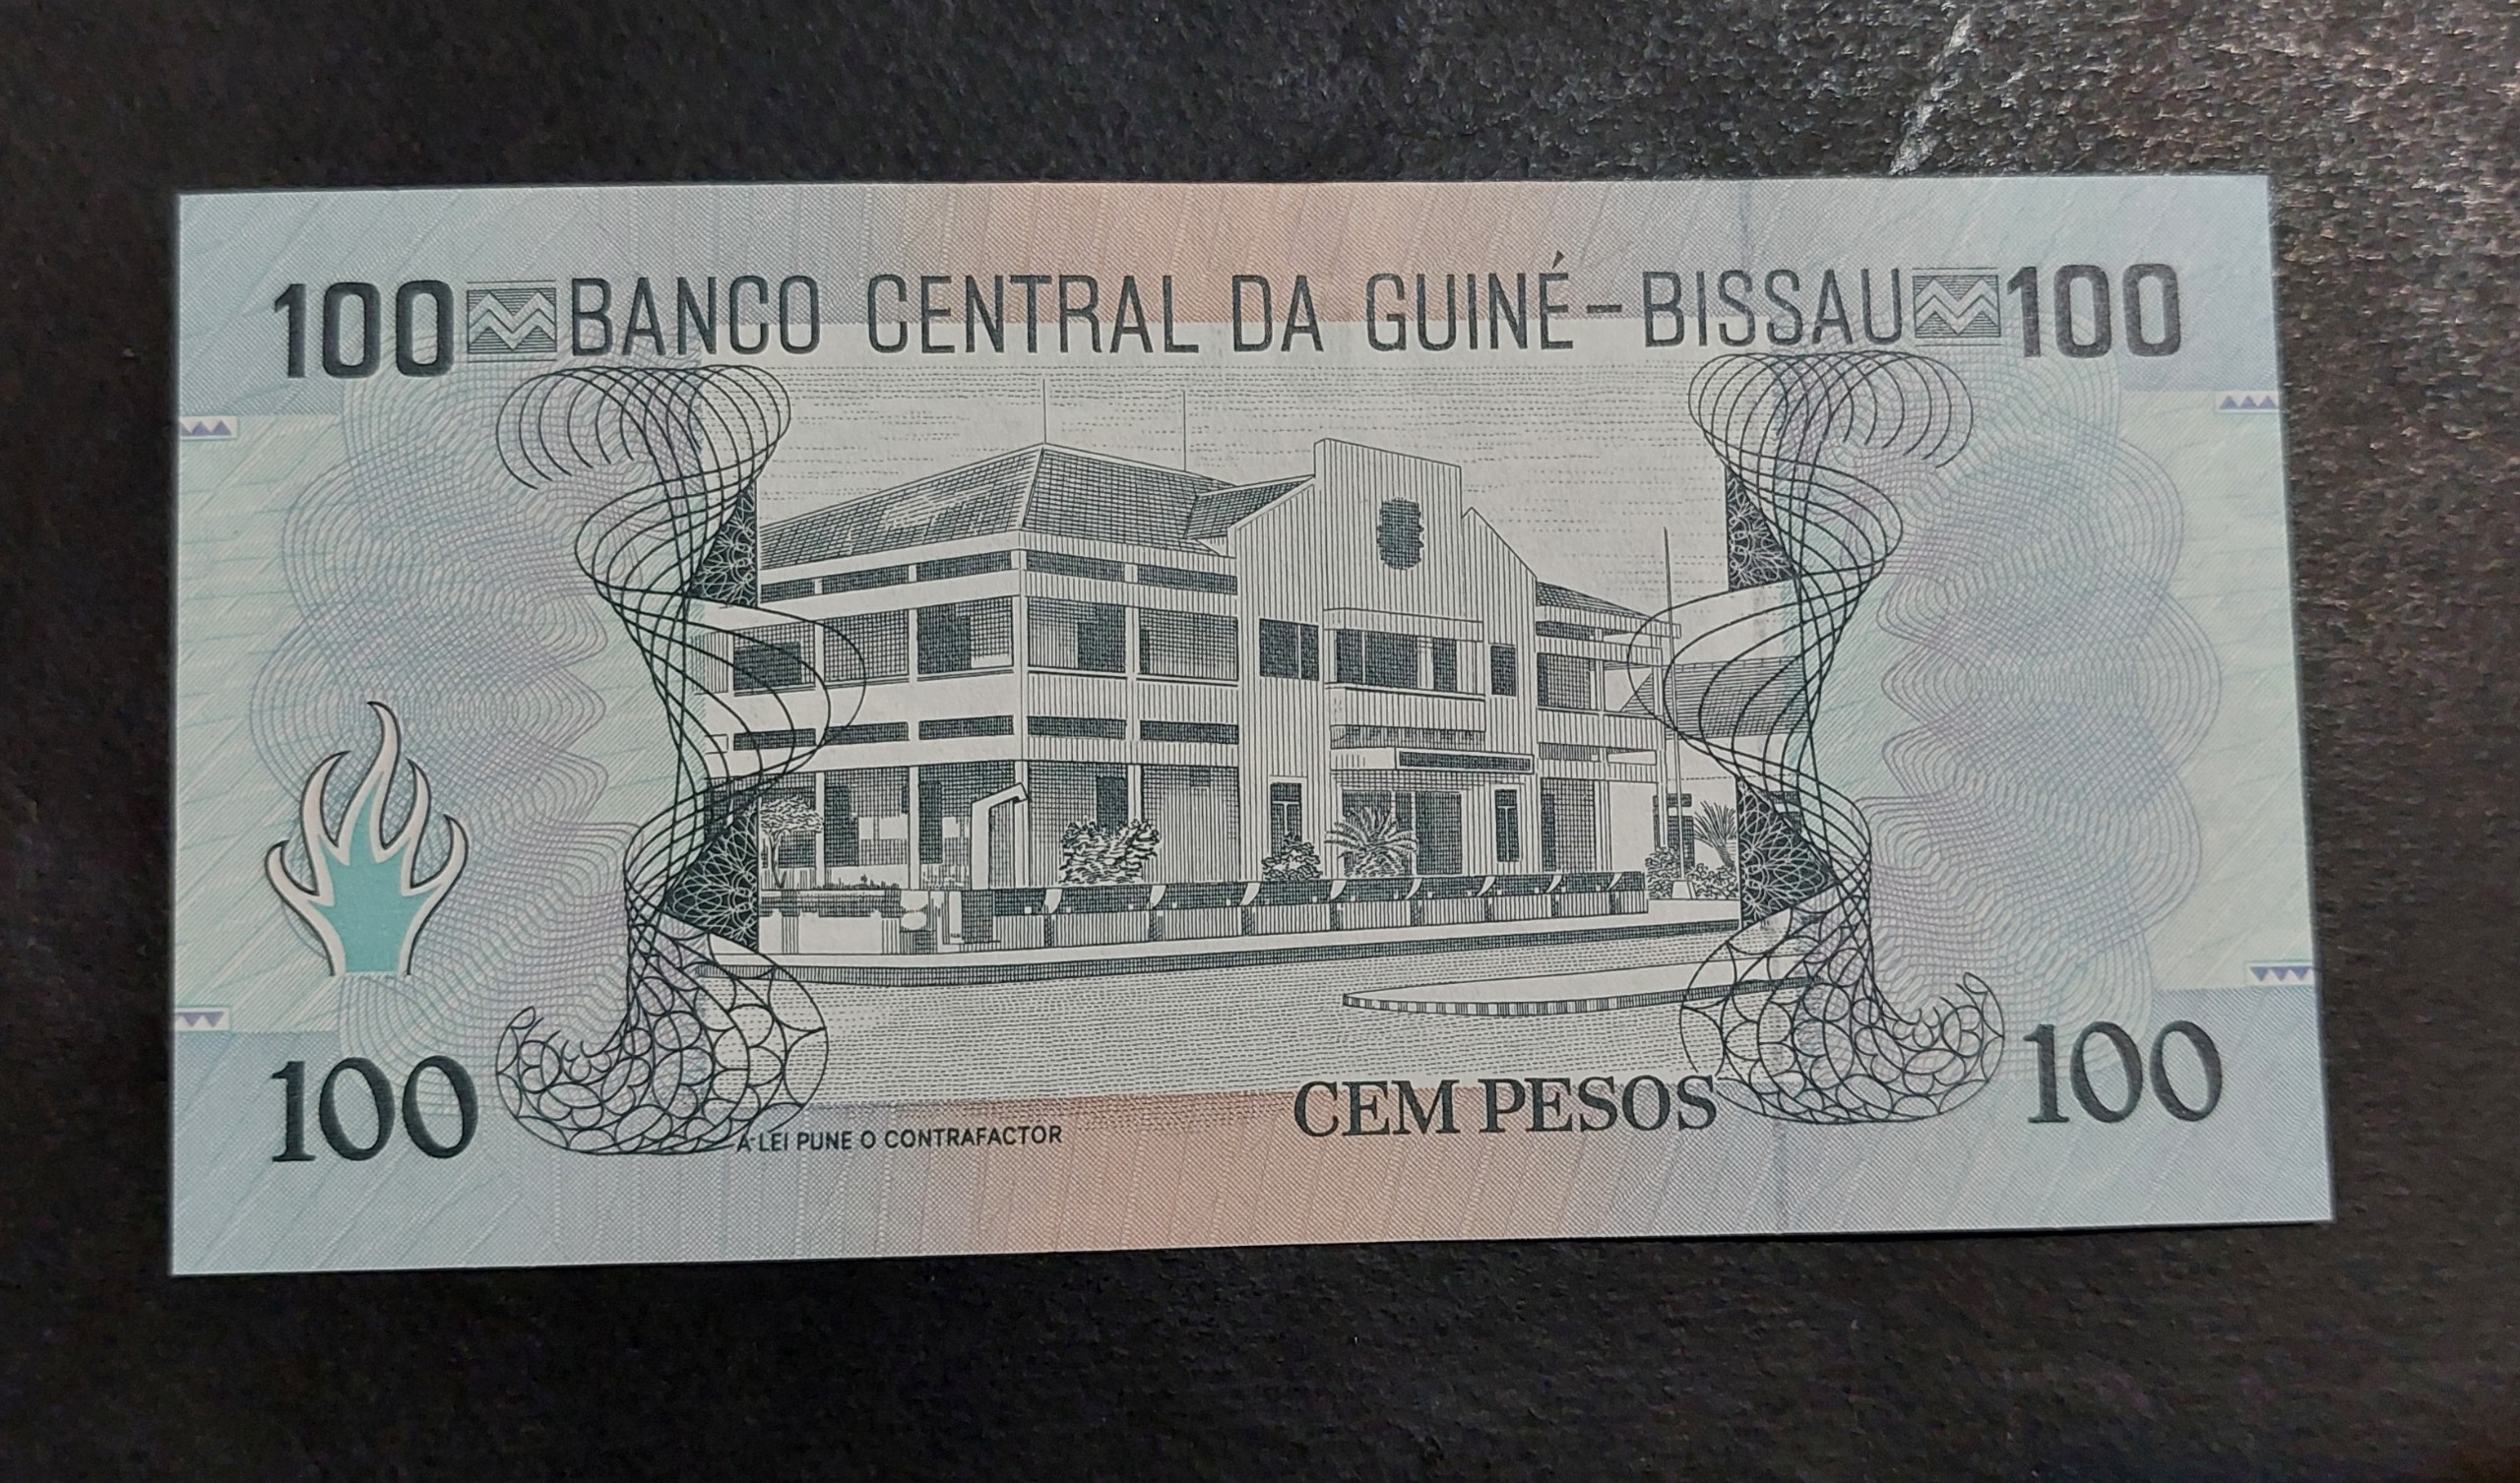 100 BANCO CENTRAL DA GUINÉ-BISSAU 100
CEM PESOS
100 100
A LEI PUNE O CONTRAFACTOR